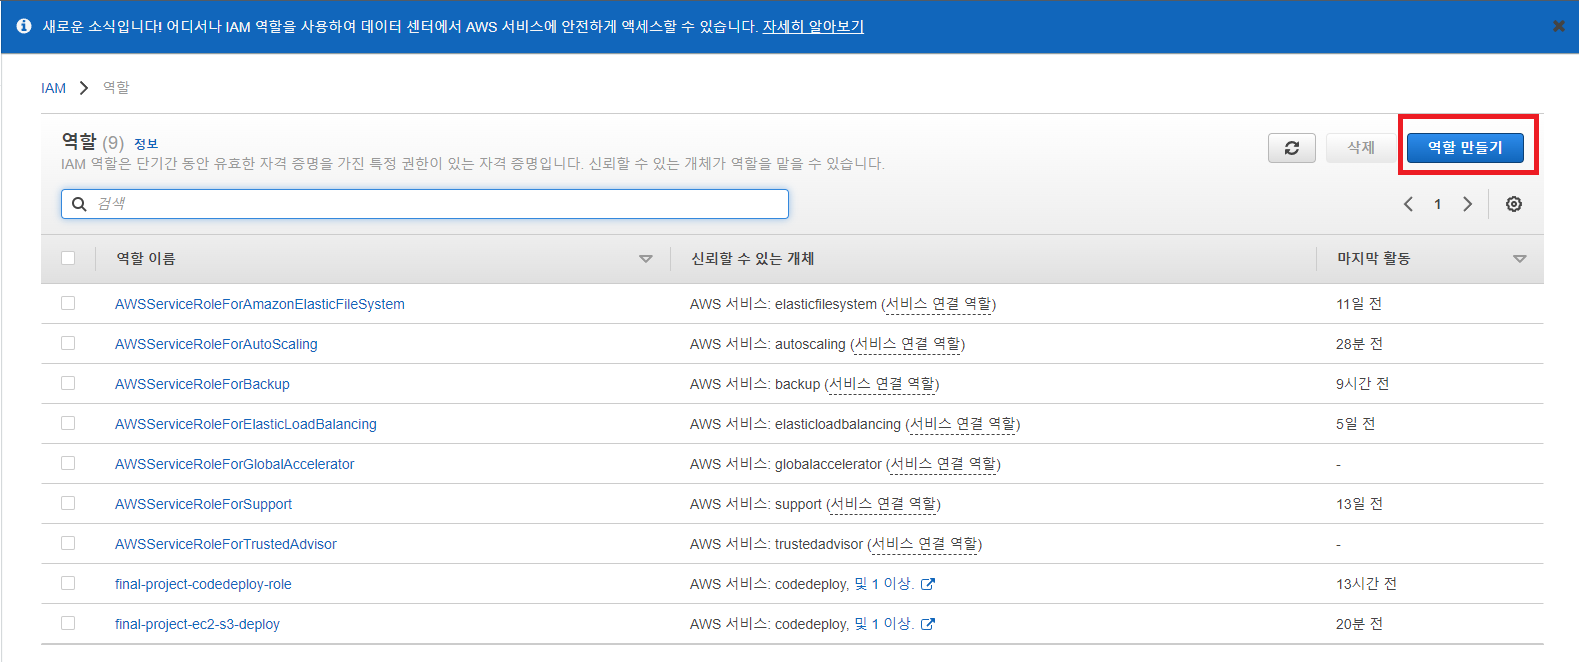 새로운 소식입니다! 어디서나 IAM 역할을 사용하여 데이터 센터에서 AWS 서비스에 안전하게 액세스할 수 있습니다. 자세히 알아보기
IAM > 역할
역할 (9) 정보
IAM 역할은 단기간 동안 유효한 자격 증명을 가진 특정 권한이 있는 자격 증명입니다. 신뢰할 수 있는 개체가 역할을 맡을 수 있습니다.
삭제
역할 만들기
검색
1
역할 이름 신뢰할 수 있는 개체 마지막 활동
AWSServiceRoleForAmazonElasticFileSystem AWS 서비스: elasticfilesystem (서비스 연결 역할) 11일 전
AWSServiceRoleForAutoScaling AWS 서비스: autoscaling (서비스 연결 역할) 28분 전
AWSServiceRoleForBackup AWS 서비스: backup (서비스 연결 역할) 9시간 전
AWSServiceRoleForElasticLoadBalancing AWS 서비스: elasticloadbalancing (서비스 연결 역할) 5일 전
AWSServiceRoleForGlobalAccelerator AWS 서비스: globalaccelerator (서비스 연결 역할) -
AWSServiceRoleForSupport AWS 서비스: support (서비스 연결 역할) 13일 전
AWSServiceRoleForTrustedAdvisor AWS 서비스: trustedadvisor (서비스 연결 역할) -
final-project-codedeploy-role AWS 서비스: codedeploy, 및 1 이상. 13시간 전
final-project-ec2-s3-deploy AWS 서비스: codedeploy, 및 1 이상. 20분 전